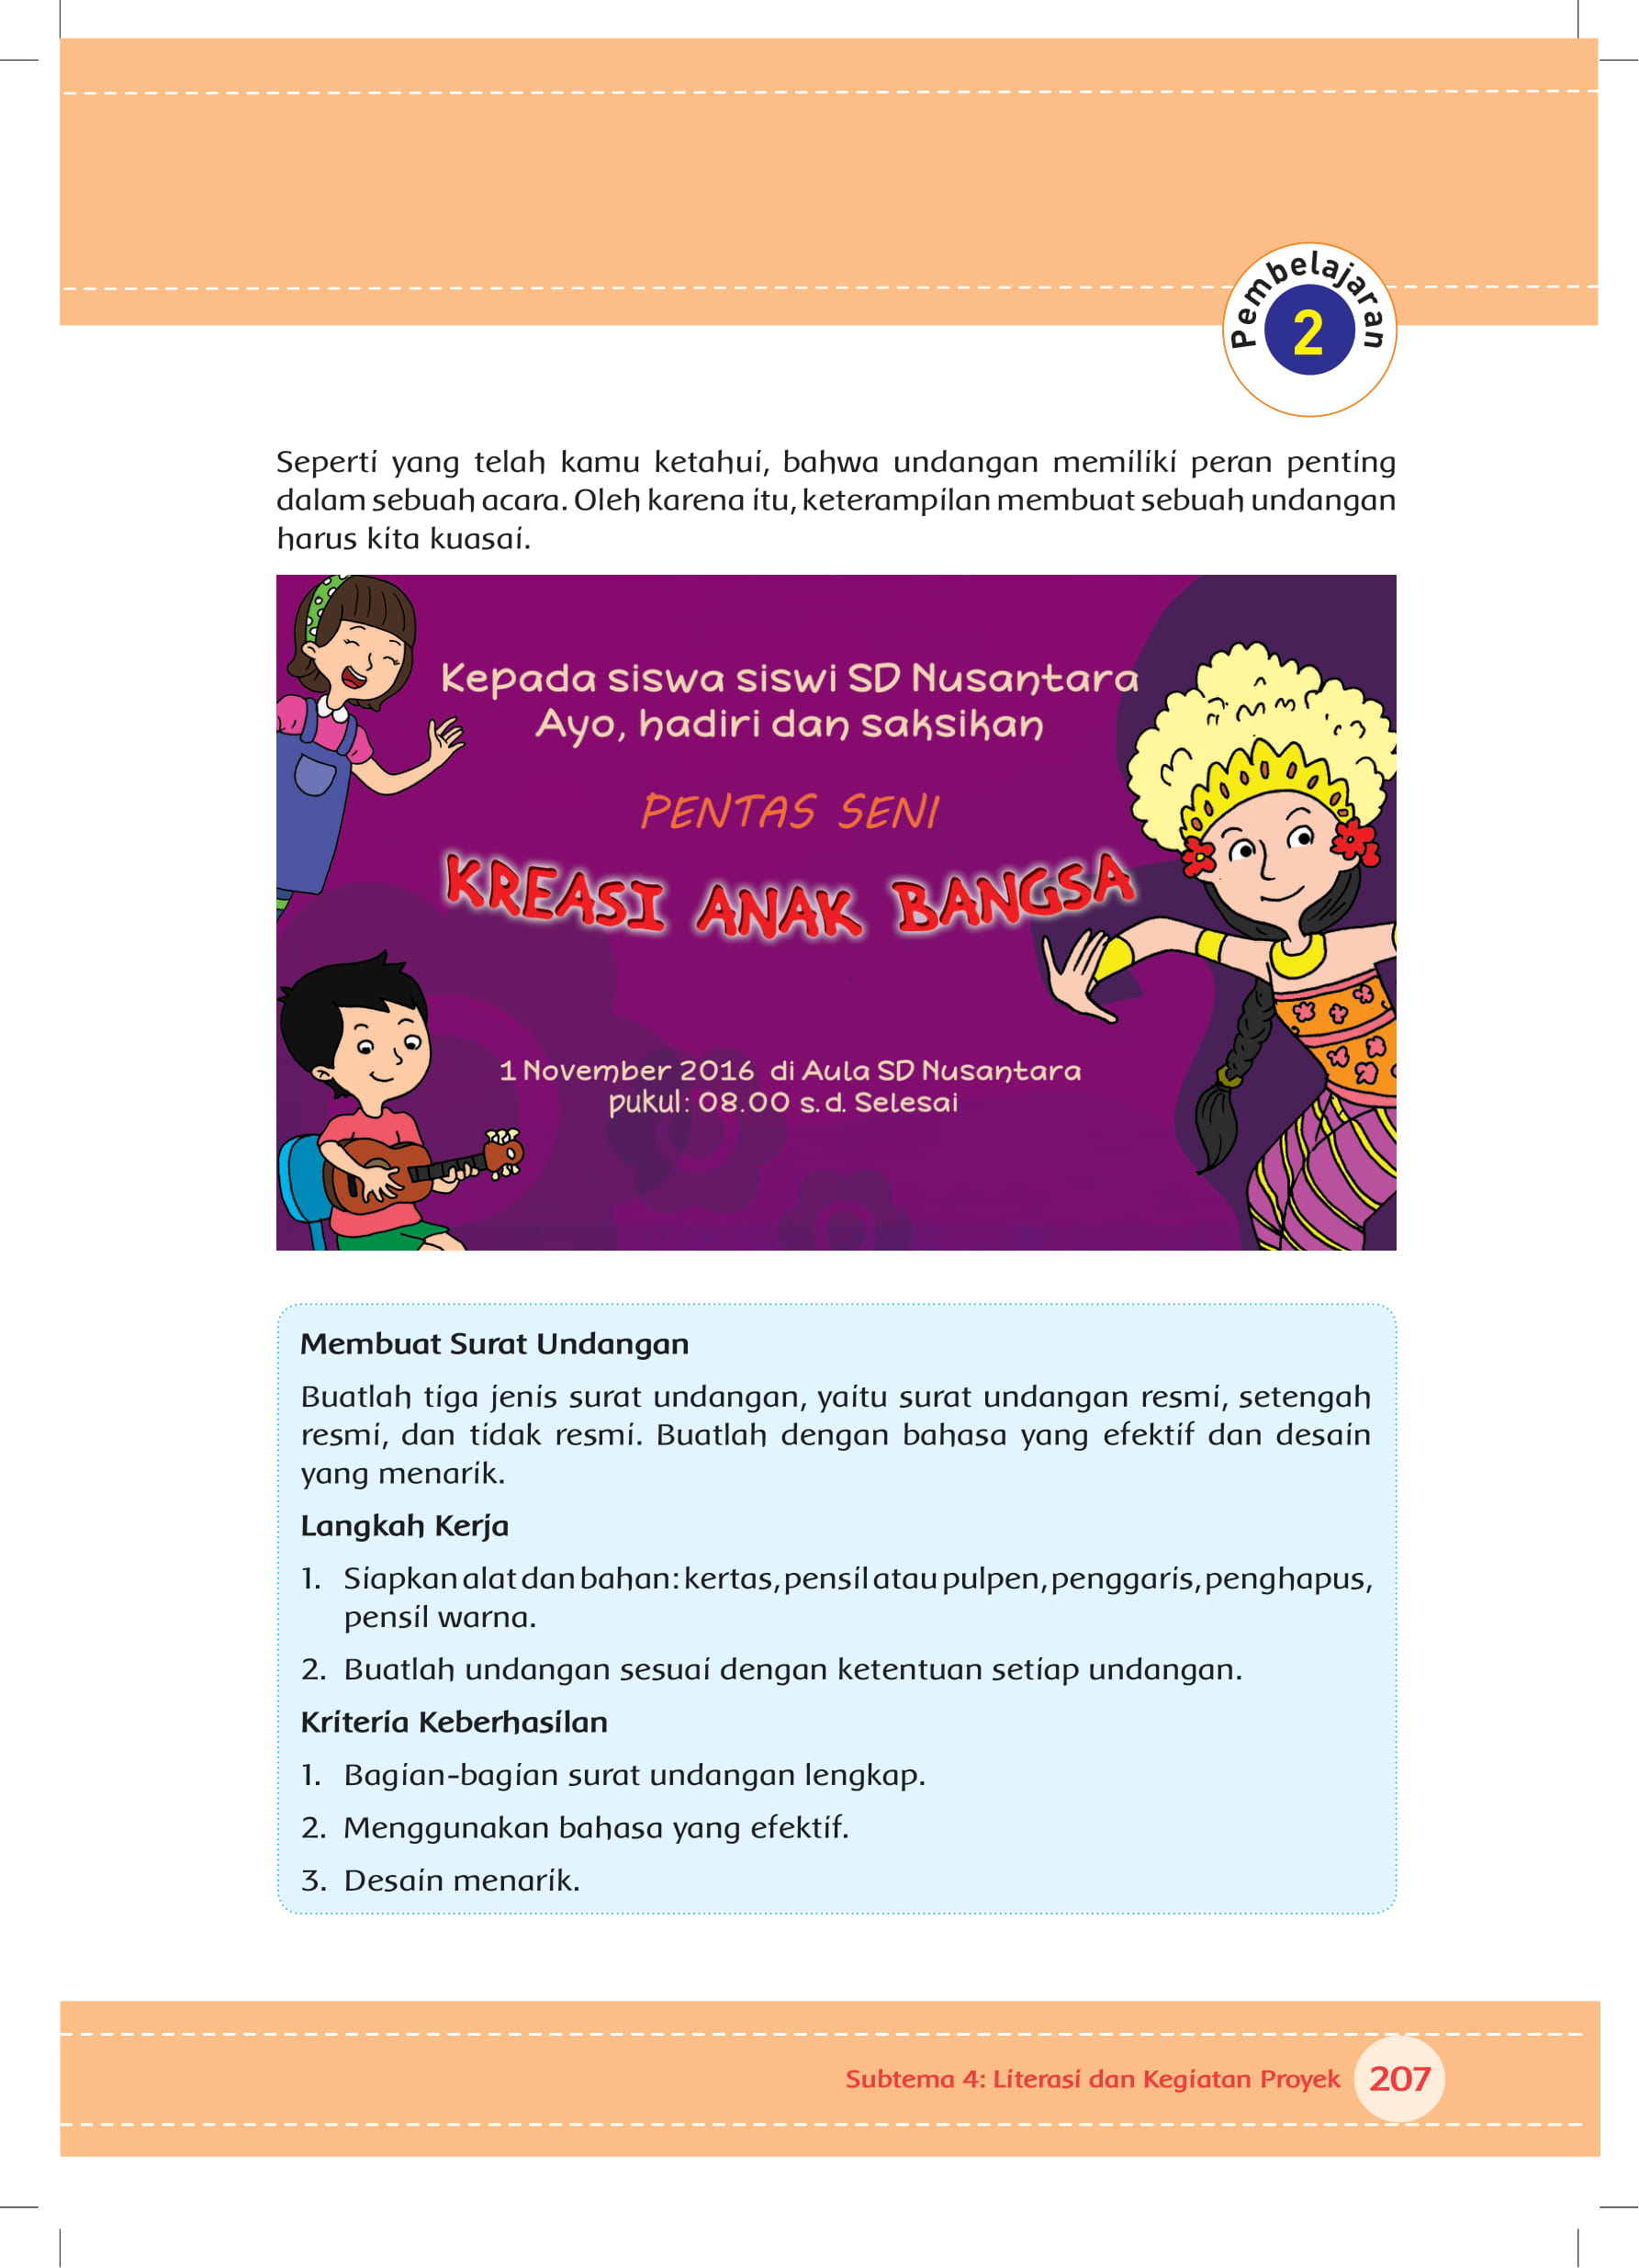 Pembelajaran
2
Seperti yang telah kamu ketahui, bahwa undangan memiliki peran penting
dalam sebuah acara. Oleh karena itu, keterampilan membuat sebuah undangan
harus kita kuasai.
Kepada siswa siswi SD Nusantara
Ayo, hadiri dan saksikan
PENTAS SENI
KREASI ANAK BANGSA
1 November 2016 di Aula SD Nusantara
pukul: 08.00 s.d. Selesai
Membuat Surat Undangan
Buatlah tiga jenis surat undangan, yaitu surat undangan resmi, setengah
resmi, dan tidak resmi. Buatlah dengan bahasa yang efektif dan desain
yang menarik.
Langkah Kerja
1. Siapkan alat dan bahan: kertas, pensil atau pulpen, penggaris, penghapus,
pensil warna.
2. Buatlah undangan sesuai dengan ketentuan setiap undangan.
Kriteria Keberhasilan
1. Bagian-bagian surat undangan lengkap.
2. Menggunakan bahasa yang efektif.
3. Desain menarik.
Subtema 4: Literasi dan Kegiatan Proyek 207